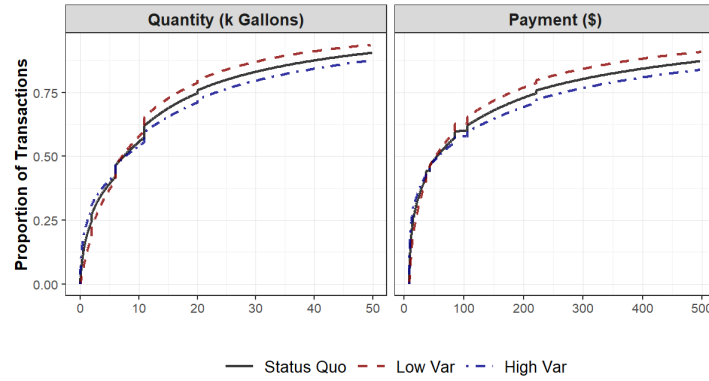 Quantity (k Gallons)
Payment ($)
Proportion of Transactions
0.75
0.50
0.25
0.00
0 10 20 30 40 50
0 100 200 300 400 500
Status Quo Low Var High Var